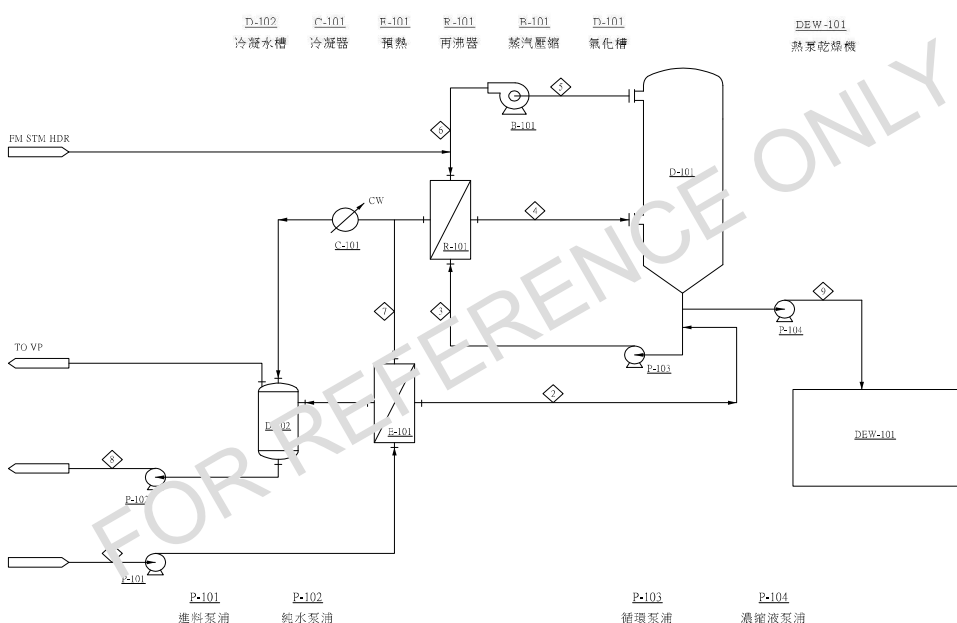 D-102 C-101 E-101 R-101 B-101 D-101 DEW-101
冷凝水槽 冷凝器 預熱 再沸器 蒸汽壓縮 氣化槽 熱泵乾燥機
5
B-101
6
FM STM HDR
D-101
CW
4
C-101
R-101
7
3
9
P-104
TO VP
P-103
2
D-102
E-101
DEW-101
8
P-102
P-101
P-101 P-102 P-103 P-104
進料泵浦 純水泵浦 循環泵浦 濃縮液泵浦
FOR REFERENCE ONLY